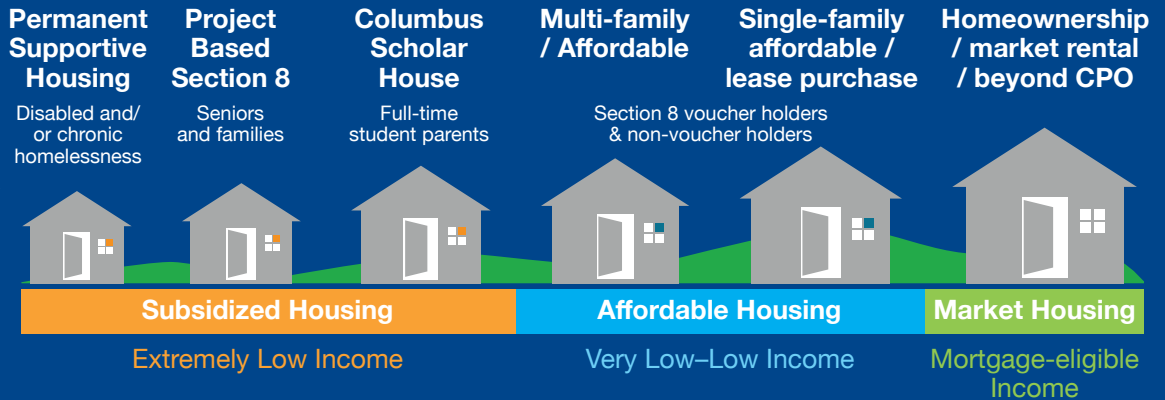 Permanent
Supportive
Housing
Disabled and/
or chronic
homelessness
Project
Based
Section 8
Seniors
and families
Columbus
Scholar
House
Full-time
student parents
Multi-family
/ Affordable
Single-family
affordable /
lease purchase
Section 8 voucher holders
& non-voucher holders
Homeownership
/ market rental
/ beyond CPO
Subsidized Housing
Affordable Housing
Market Housing
Extremely Low Income
Very Low–Low Income
Mortgage-eligible
Income